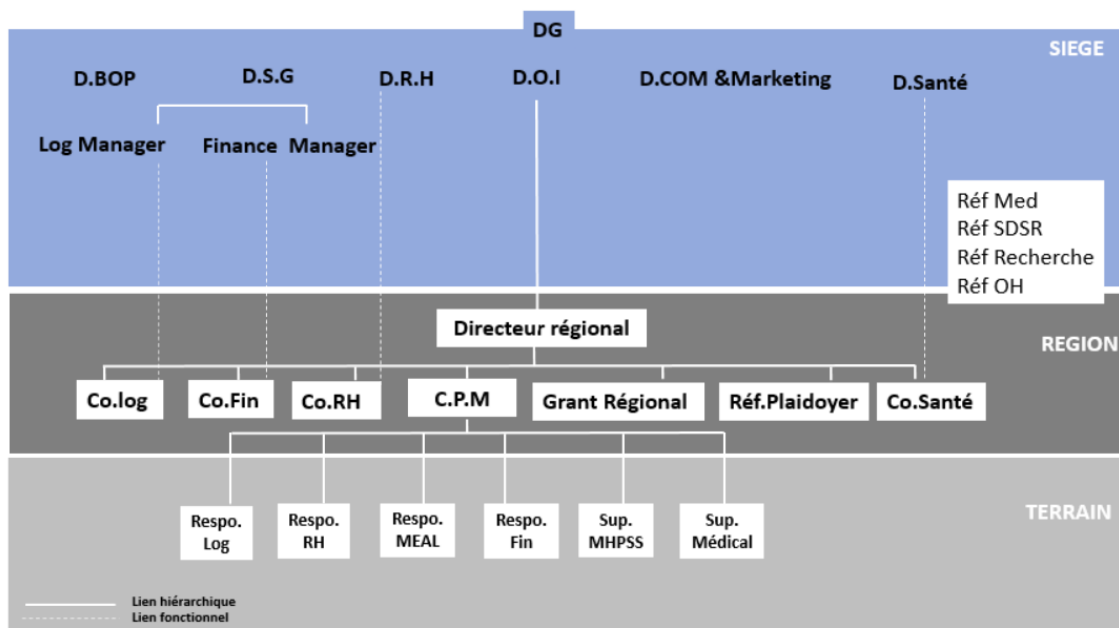 DG
SIEGE
D.BOP
D.S.G
D.R.H
D.O.I
D.COM &Marketing
D.Santé
Log Manager
Finance Manager
Réf Med
Réf SDSR
Réf Recherche
Réf OH
Directeur régional
REGION
Co.log
Co.Fin
Co.RH
C.P.M
Grant Régional
Réf.Plaidoyer
Co.Santé
TERRAIN
Respo.
Log
Respo.
RH
Respo.
MEAL
Respo.
Fin
Sup.
MHPSS
Sup.
Médical
Lien hiérarchique
Lien fonctionnel